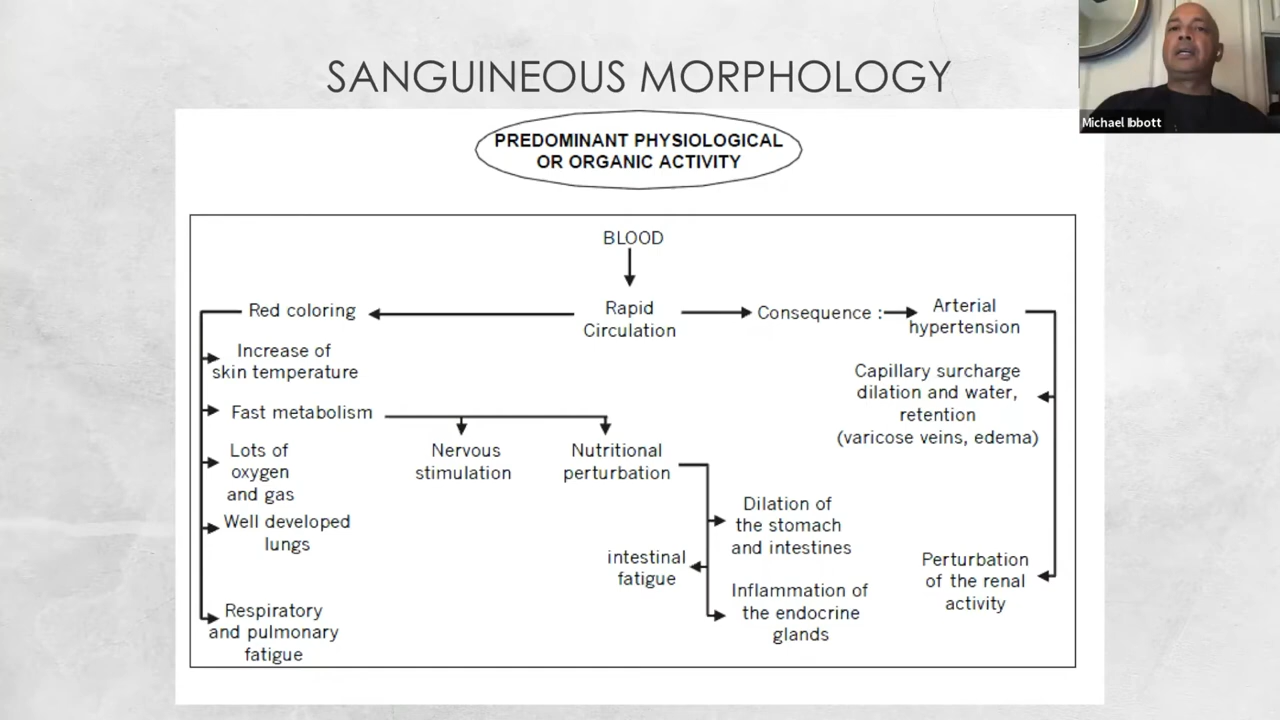 SANGUINEOUS MORPHOLOGY
Michael Ibbott
PREDOMINANT PHYSIOLOGICAL
OR ORGANIC ACTIVITY
BLOOD
Red coloring
Rapid
Circulation
Consequence :
Arterial
hypertension
Increase of
skin temperature
Fast metabolism
Lots of
oxygen
and gas
Well developed
lungs
Respiratory
and pulmonary
fatigue
Nervous
stimulation
Nutritional
perturbation
Dilation of
the stomach
and intestines
intestinal
fatigue
Inflammation of
the endocrine
glands
Capillary surcharge
dilation and water,
retention
(varicose veins, edema)
Perturbation
of the renal
activity